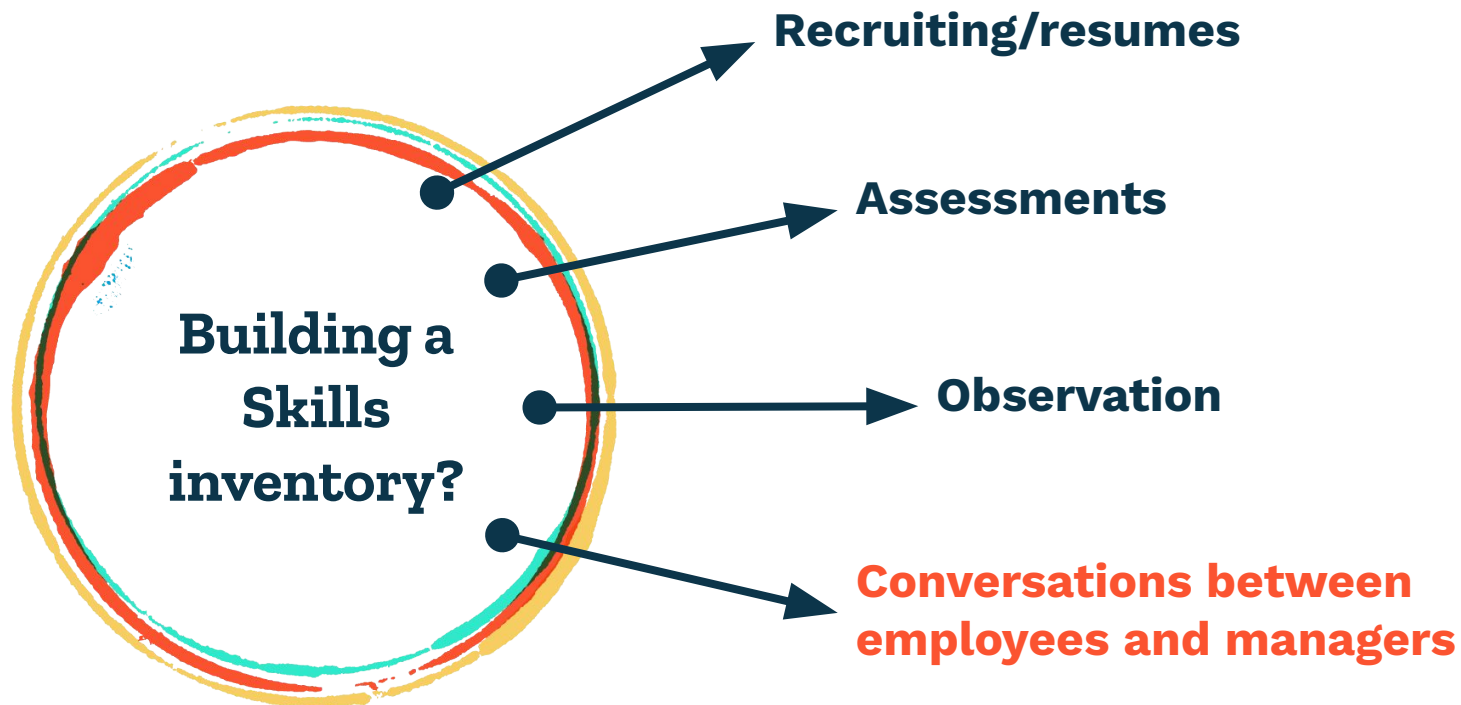 Building a
Skills
inventory?
Recruiting/resumes
Assessments
Observation
Conversations between
employees and managers